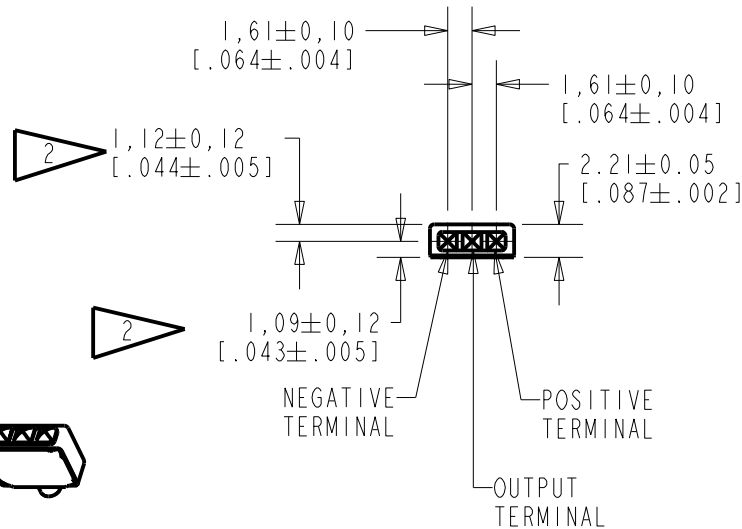 1,61±0,10
[.064±.004]
1,61±0,10
[.064±.004]
2
1,12±0,12
[.044±.005]
2.21±0.05
[.087±.002]
2
1,09±0,12
[.043±.005]
NEGATIVE
TERMINAL
POSITIVE
TERMINAL
OUTPUT
TERMINAL